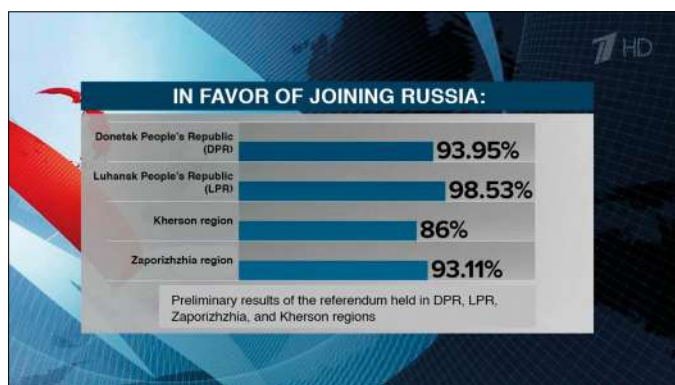 HD
IN FAVOR OF JOINING RUSSIA:
Donetsk People's Republic
(DPR)
93.95%
Luhansk People's Republic
(LPR)
98.53%
Kherson region
86%
Zaporizhzhia region
93.11%
Preliminary results of the referendum held in DPR, LPR,
Zaporizhzhia, and Kherson regions